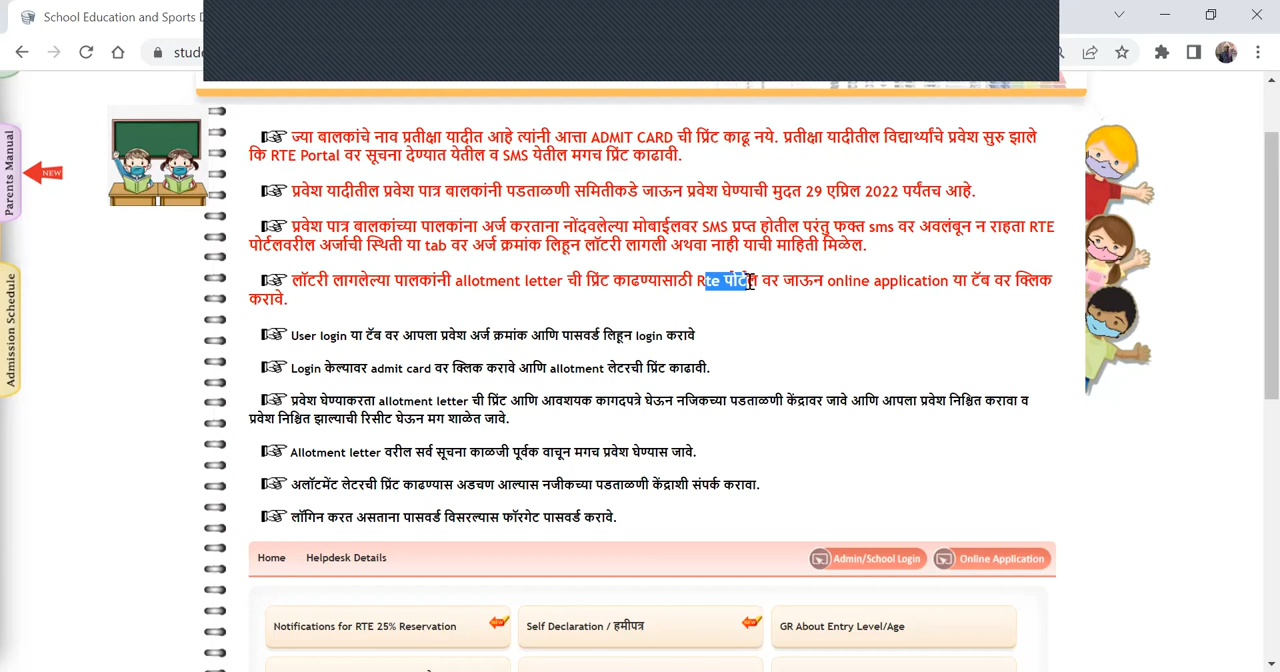 School Education and Sports D
stude
Parents Manual
NEW
Admission Schedule
ज्या बालकांचे नाव प्रतीक्षा यादीत आहे त्यांनी आत्ता ADMIT CARD ची प्रिंट काढू नये. प्रतीक्षा यादीतील विद्यार्थ्यांचे प्रवेश सुरु झाले
कि RTE Portal वर सूचना देण्यात येतील व SMS येतील मगच प्रिंट काढावी.
प्रवेश यादीतील प्रवेश पात्र बालकांनी पडताळणी समितीकडे जाऊन प्रवेश घेण्याची मुदत 29 एप्रिल 2022 पर्यंतच आहे.
प्रवेश पात्र बालकांच्या पालकांना अर्ज करताना नोंदवलेल्या मोबाईलवर SMS प्रप्त होतील परंतु फक्त sms वर अवलंबून न राहता RTE
पोर्टलवरील अर्जाची स्थिती या tab वर अर्ज क्रमांक लिहून लॉटरी लागली अथवा नाही याची माहिती मिळेल.
लॉटरी लागलेल्या पालकांनी allotment letter ची प्रिंट काढण्यासाठी Rte पोर्टल वर जाऊन online application या टॅब वर क्लिक
करावे.
User login या टॅब वर आपला प्रवेश अर्ज क्रमांक आणि पासवर्ड लिहून login करावे
Login केल्यावर admit card वर क्लिक करावे आणि allotment लेटरची प्रिंट काढावी.
प्रवेश घेण्याकरता allotment letter ची प्रिंट आणि आवशयक कागदपत्रे घेऊन नजिकच्या पडताळणी केंद्रावर जावे आणि आपला प्रवेश निश्चित करावा व
प्रवेश निश्चित झाल्याची रिसीट घेऊन मग शाळेत जावे.
Allotment letter वरील सर्व सूचना काळजी पूर्वक वाचून मगच प्रवेश घेण्यास जावे.
अलॉटमेंट लेटरची प्रिंट काढण्यास अडचण आल्यास नजीकच्या पडताळणी केंद्राशी संपर्क करावा.
लॉगिन करत असताना पासवर्ड विसरल्यास फॉरगेट पासवर्ड करावे.
Home Helpdesk Details Admin/School Login Online Application
Notifications for RTE 25% Reservation Self Declaration / हमीपत्र GR About Entry Level/Age